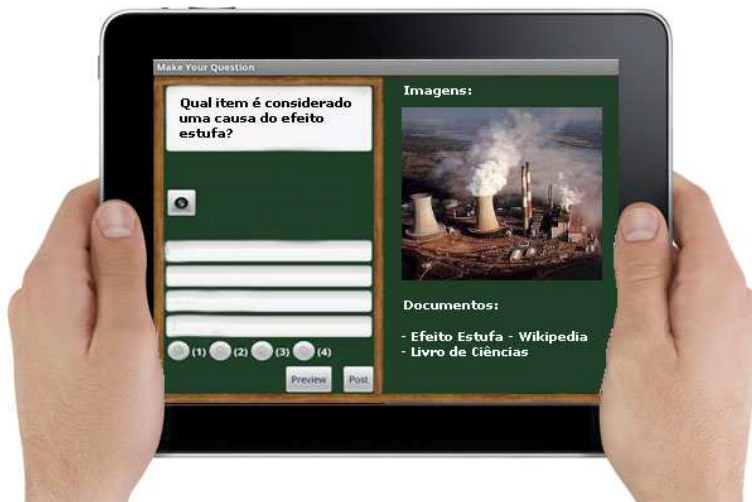 Make Your Question
Qual item é considerado
uma causa do efeito
estufa?
(1) (2) (3) (4)
Preview Post
Imagens:
Documentos:
- Efeito Estufa - Wikipedia
- Livro de Ciências